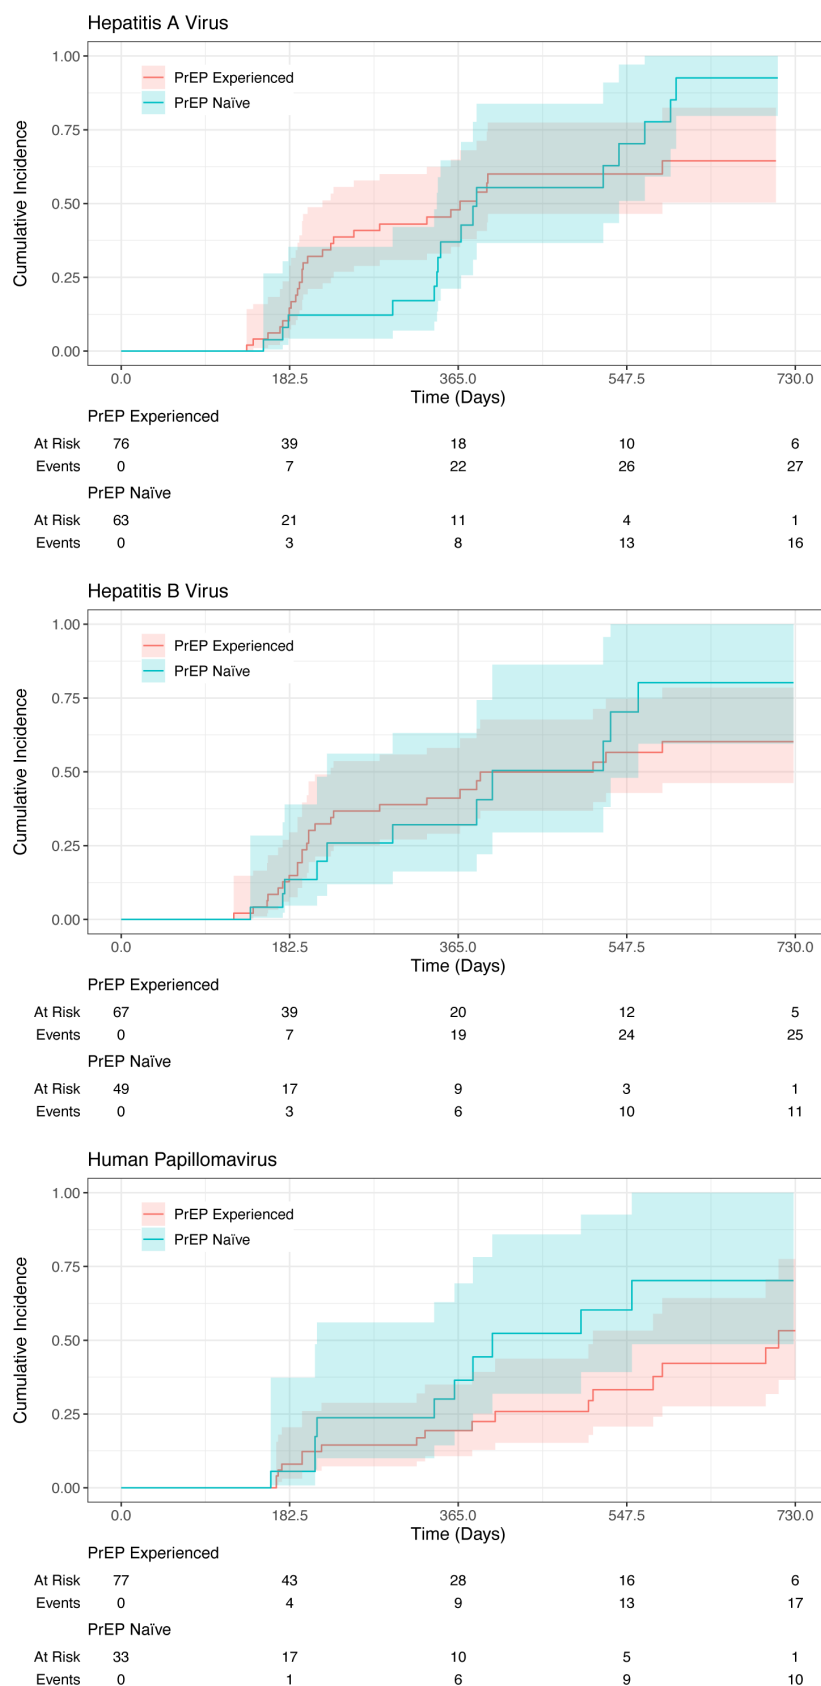 Hepatitis A Virus
1.00
0.75
0.50
0.25
0.00
Cumulative Incidence
PrEP Experienced
PrEP Naïve
0.0 182.5 365.0 547.5 730.0
Time (Days)
PrEP Experienced
At Risk 76 39 18 10 6
Events 0 7 22 26 27
PrEP Naïve
At Risk 63 21 11 4 1
Events 0 3 8 13 16
Hepatitis B Virus
1.00
0.75
0.50
0.25
0.00
Cumulative Incidence
PrEP Experienced
PrEP Naïve
0.0 182.5 365.0 547.5 730.0
Time (Days)
PrEP Experienced
At Risk 67 39 20 12 5
Events 0 7 19 24 25
PrEP Naïve
At Risk 49 17 9 3 1
Events 0 3 6 10 11
Human Papillomavirus
1.00
0.75
0.50
0.25
0.00
Cumulative Incidence
PrEP Experienced
PrEP Naïve
0.0 182.5 365.0 547.5 730.0
Time (Days)
PrEP Experienced
At Risk 77 43 28 16 6
Events 0 4 9 13 17
PrEP Naïve
At Risk 33 17 10 5 1
Events 0 1 6 9 10